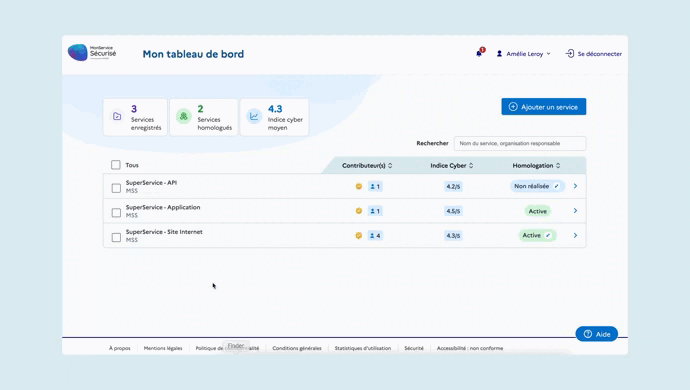 MonService
Sécurisé
Mon tableau de bord
1
Amélie Leroy
Se déconnecter
3
Services
enregistrés
2
Services
homologués
4.3
Indice cyber
moyen
Ajouter un service
Rechercher
Nom du service, organisation responsable
Tous
Contributeur(s)
Indice Cyber
Homologation
SuperService - API
MSS
1
4.2/5
Non réalisée
SuperService - Application
MSS
1
4.5/5
Active
SuperService - Site Internet
MSS
4
4.3/5
Active
Aide
À propos
Mentions légales
Politique de confidentialité
Finder
Conditions générales
Statistiques d'utilisation
Sécurité
Accessibilité : non conforme